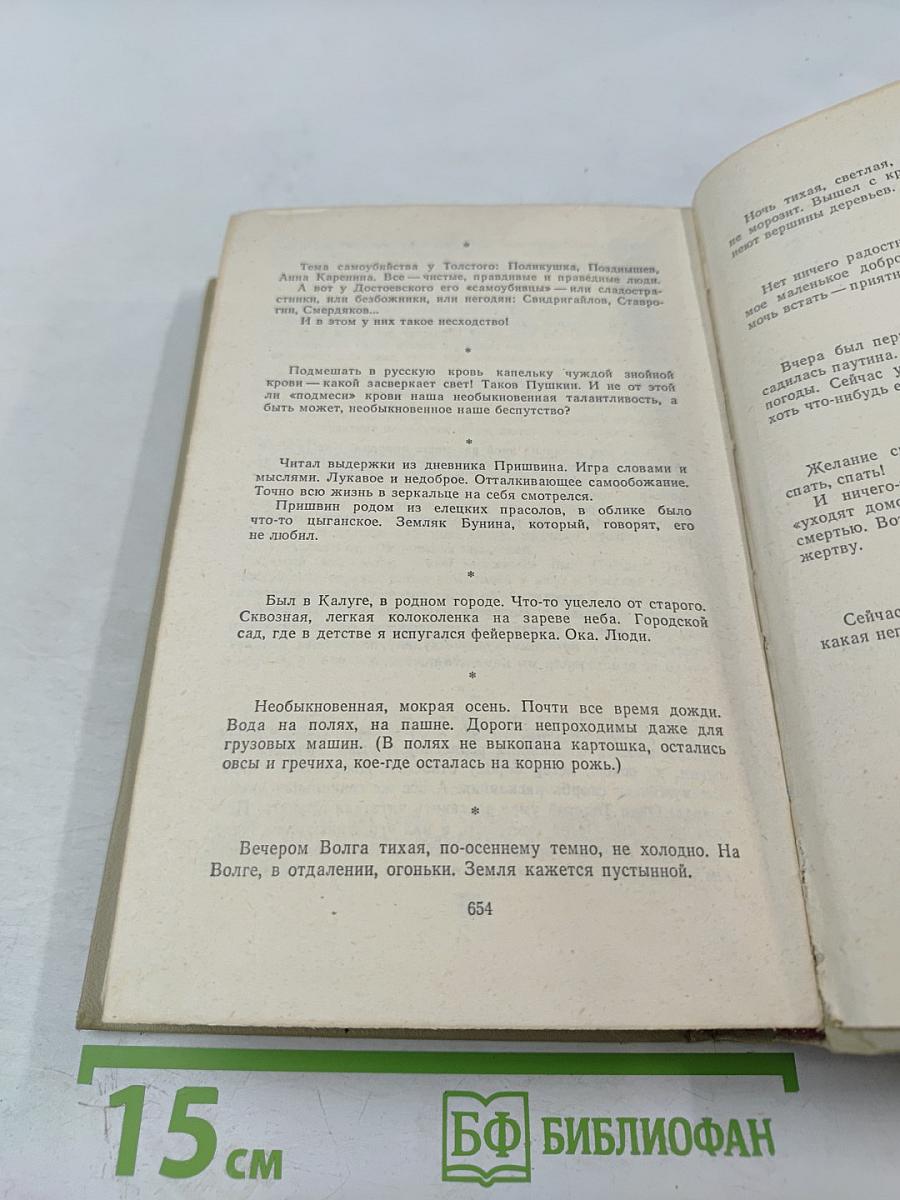 *
Тема самоубийства у Толстого: Поликушка, Позднышев,
Анна Каренина. Все — чистые, правдивые и праведные люди.
А вот у Достоевского его «самоубивцы» — или сладостра-
стники, или безбожники, или негодяи: Свидригайлов, Ставро-
гин, Смердяков...
И в этом у них такое несходство!
*
Подмешать в русскую кровь капельку чуждой знойной
крови — какой засверкает свет! Таков Пушкин. И не от этой
ли «подмеси» крови наша необыкновенная талантливость, а
быть может, необыкновенное наше беспутство?
*
Читал выдержки из дневника Пришвина. Игра словами и
мыслями. Лукавое и недоброе. Отталкивающее самообожание.
Точно всю жизнь в зеркальце на себя смотрелся.
Пришвин родом из елецких прасолов, в облике было
что-то цыганское. Земляк Бунина, который, говорят, его
не любил.
*
Был в Калуге, в родном городе. Что-то уцелело от старого.
Сквозная, легкая колоколенка на зареве неба. Городской
сад, где в детстве я испугался фейерверка. Ока. Люди.
*
Необыкновенная, мокрая осень. Почти все время дожди.
Вода на полях, на пашне. Дороги непроходимы даже для
грузовых машин. (В полях не выкопана картошка, остались
овсы и гречиха, кое-где осталась на корню рожь.)
*
Вечером Волга тихая, по-осеннему темно, не холодно. На
Волге, в отдалении, огоньки. Земля кажется пустынной.
654
Ночь тихая, светлая,
не морозит. Вышел с кр
неют вершины деревьев.
Нет ничего радостн
мое маленькое добро
мочь встать — приятн
Вчера был пер
садилась паутина.
погоды. Сейчас у
хоть что-нибудь е
Желание с
спать, спать!
И ничего-
«уходят домо
смертью. Вот
жертву.
Сейчас
какая неп
15 см
БФ БИБЛИОФАН